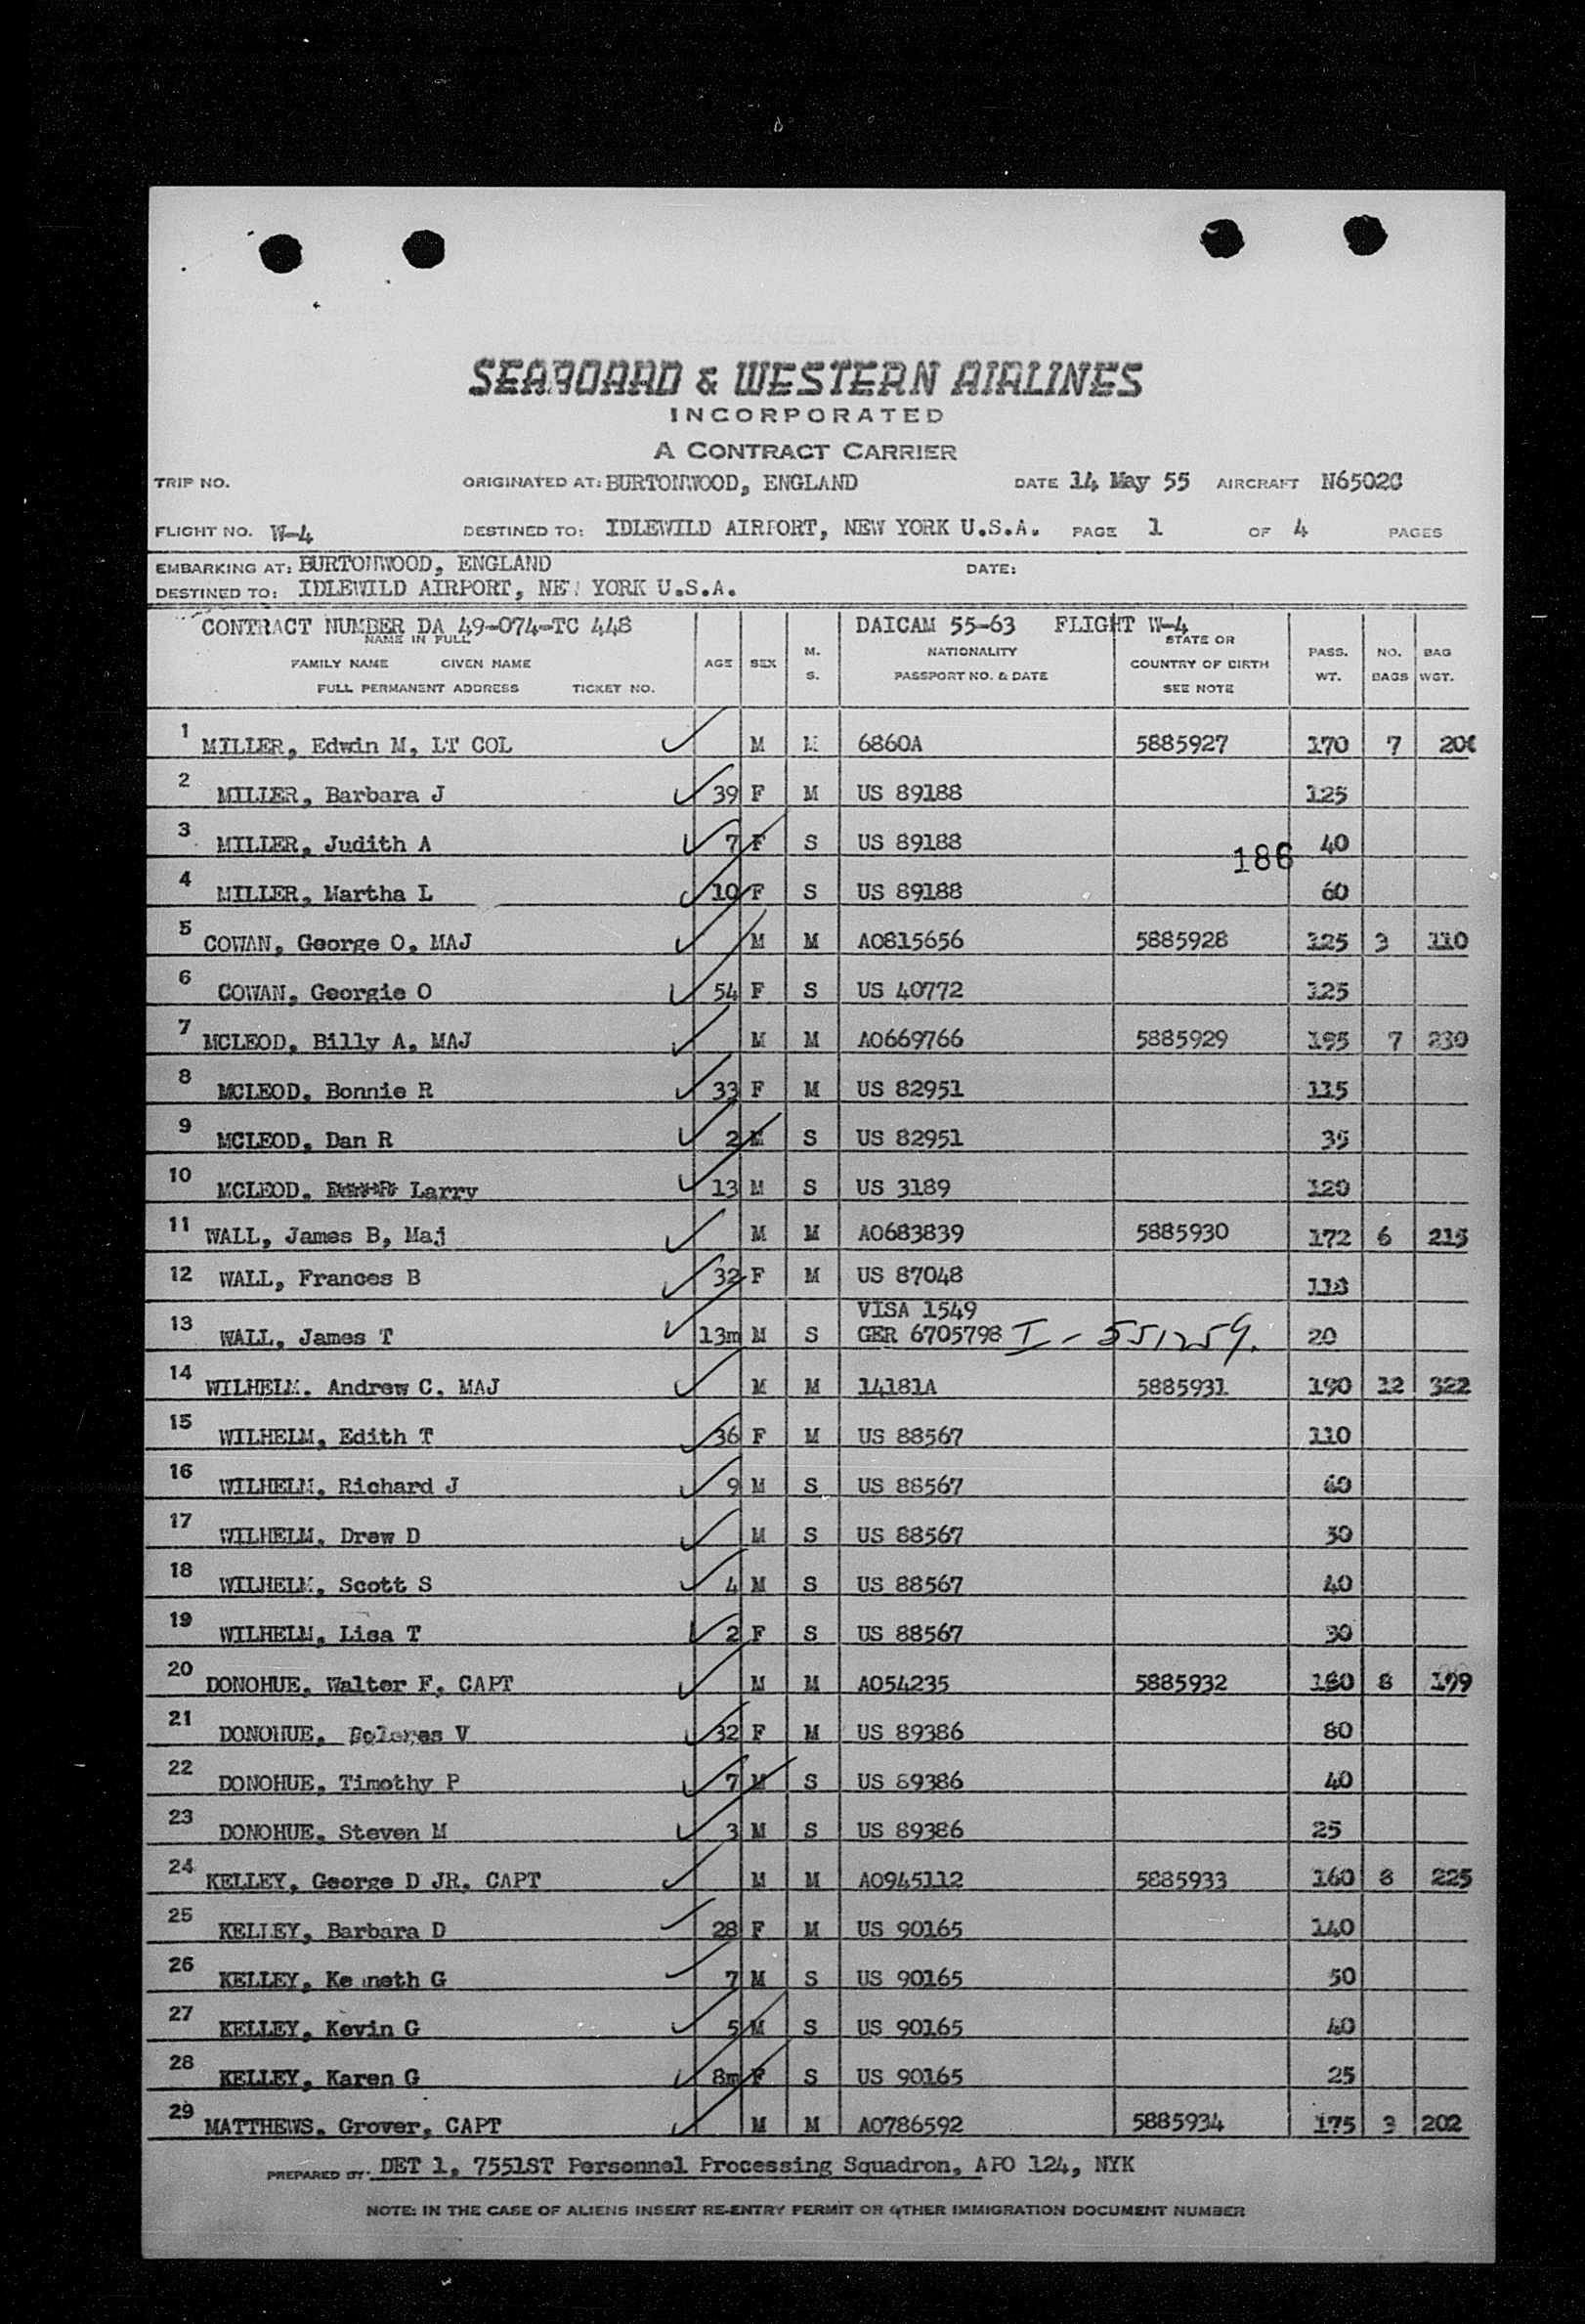 SEABOARD & WESTERN AIRLINES
INCORPORATED
A CONTRACT CARRIER
TRIP NO. ORIGINATED AT: BURTONWOOD, ENGLAND DATE 14 May 55 AIRCRAFT N6502C
FLIGHT NO. W-4 DESTINED TO: IDLEWILD AIRPORT, NEW YORK U.S.A. PAGE 1 OF 4 PAGES
EMBARKING AT: BURTONWOOD, ENGLAND DATE:
DESTINED TO: IDLEWILD AIRPORT, NEW YORK U.S.A.
CONTRACT NUMBER DA 49-074-TC 448 DAICAM 55-63 FLIGHT W-4
NAME IN FULL
FAMILY NAME GIVEN NAME
FULL PERMANENT ADDRESS TICKET NO.
AGE SEX M. S. NATIONALITY PASSPORT NO. & DATE STATE OR COUNTRY OF BIRTH SEE NOTE PASS. WT. NO. BAGS BAG WGT.
1 MILLER, Edwin M, LT COL M M 6860A 5885927 170 7
2 MILLER, Barbara J 39 F M US 89188 125
3 MILLER, Judith A 7 F S US 89188 40
186
4 MILLER, Martha L 10 F S US 89188 60
5 COWAN, George O, MAJ M M AO815656 5885928 125 3 110
6 COWAN, Georgie O 54 F S US 40772 125
7 MCLEOD, Billy A, MAJ M M AO669766 5885929 195 7 230
8 MCLEOD, Bonnie R 33 F M US 82951 115
9 MCLEOD, Dan R 2 M S US 82951 35
10 MCLEOD, Larry 13 M S US 3189 120
11 WALL, James B, Maj M M AO683839 5885930 172 6 215
12 WALL, Frances B 32 F M US 87048 118
VISA 1549
13 WALL, James T 13m M S GER 6705798 I-551259. 20
14 WILHELM, Andrew C, MAJ M M 14181A 5885931 190 12 322
15 WILHELM, Edith T 36 F M US 88567 110
16 WILHELM, Richard J 9 M S US 88567 60
17 WILHELM, Drew D M S US 88567 50
18 WILHELM, Scott S 4 M S US 88567 40
19 WILHELM, Lisa T 2 F S US 88567 30
20 DONOHUE, Walter F, CAPT M M AO54235 5885932 180 8 199
21 DONOHUE, Dolores V 32 F M US 89386 80
22 DONOHUE, Timothy P 7 M S US 89386 40
23 DONOHUE, Steven M 3 M S US 89386 25
24 KELLEY, George D JR, CAPT M M AO945112 5885933 160 8 225
25 KELLEY, Barbara D 28 F M US 90165 140
26 KELLEY, Kenneth G 7 M S US 90165 50
27 KELLEY, Kevin G 5 M S US 90165 40
28 KELLEY, Karen G 8m F S US 90165 25
29 MATTHEWS, Grover, CAPT M M AO786592 5885934 175 3 202
PREPARED BY: DET 1, 7551ST Personnel Processing Squadron, APO 124, NYK
NOTE: IN THE CASE OF ALIENS INSERT RE-ENTRY PERMIT OR OTHER IMMIGRATION DOCUMENT NUMBER